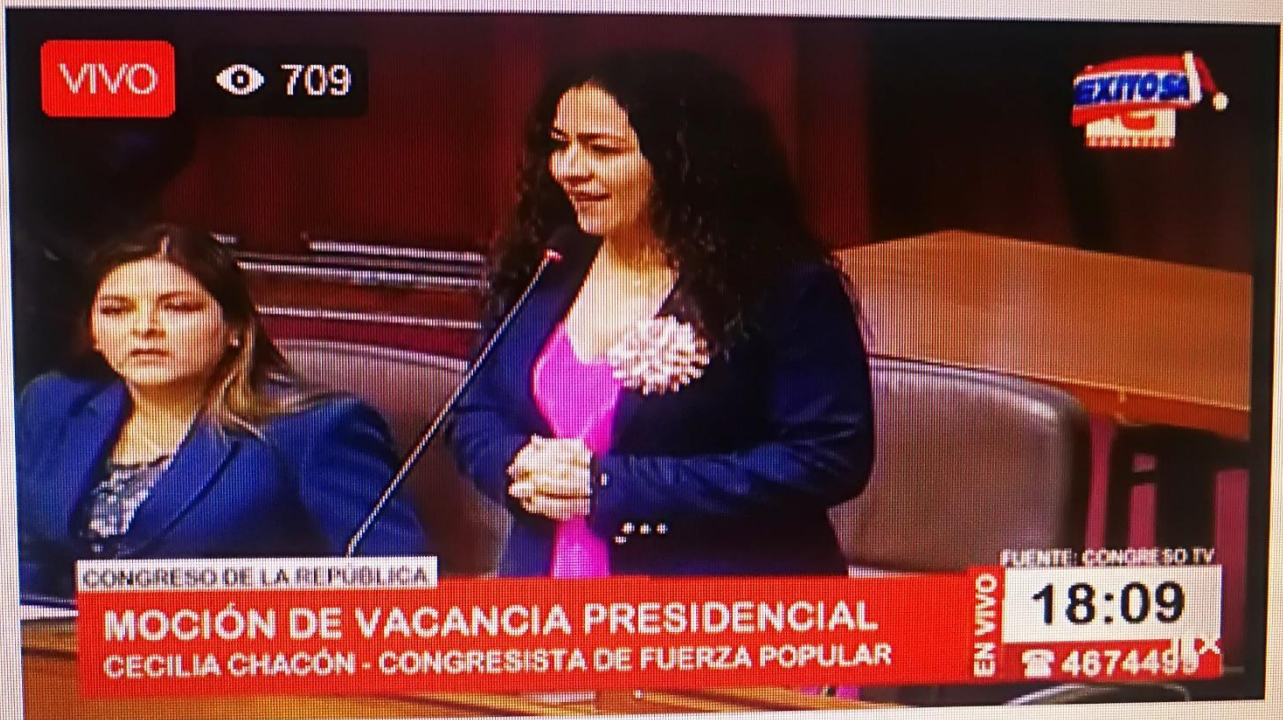 VIVO
709
EXITOSA
CONGRESO DE LA REPÚBLICA
MOCIÓN DE VACANCIA PRESIDENCIAL
CECILIA CHACÓN - CONGRESISTA DE FUERZA POPULAR
FUENTE: CONGRESO TV
EN VIVO
18:09